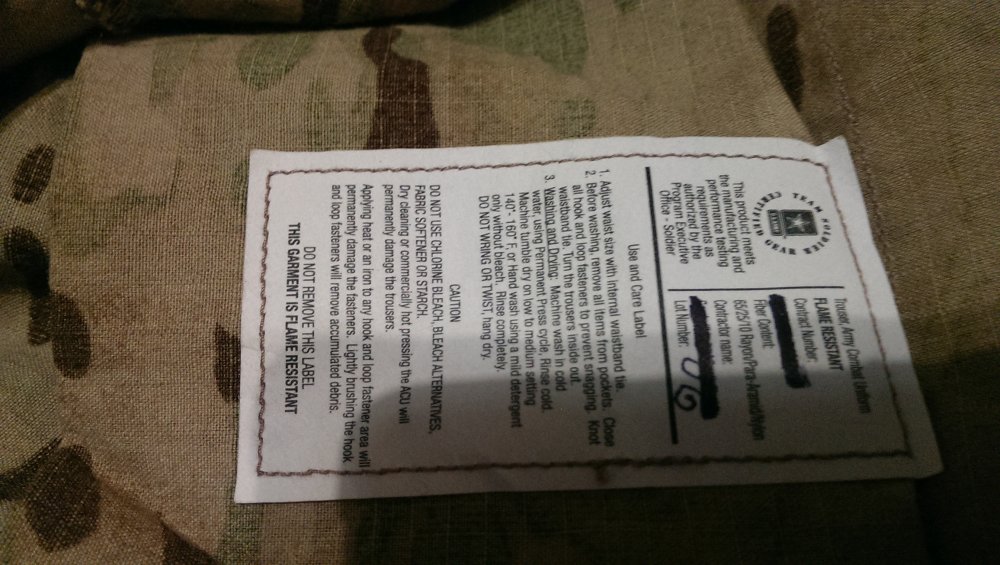 TEAM SOLDIER
CERTIFIED GEAR
This product meets
the manufacturing and
performance testing
requirements as
authorized by the
Program Executive
Office - Soldier
Trouser, Army Combat Uniform
FLAME RESISTANT
Contract Number:
Fiber Content:
65/25/10 Rayon/Para-Aramid/Nylon
Contractor name:
Lot Number: 06
Use and Care Label
1. Adjust waist size with internal waistband tie.
2. Before washing, remove all items from pockets. Close
all hook and loop fasteners to prevent snagging. Knot
waistband tie. Turn the trousers inside out.
3. Washing and Drying: Machine wash in cold
water, using Permanent Press cycle. Rinse cold.
Machine tumble dry on low to medium setting
140°- 160° F, or Hand wash using a mild detergent
only without bleach. Rinse completely.
DO NOT WRING OR TWIST, hang dry.
CAUTION
DO NOT USE CHLORINE BLEACH, BLEACH ALTERNATIVES,
FABRIC SOFTENER OR STARCH.
Dry cleaning or commercially hot pressing the ACU will
permanently damage the trousers.
Applying heat or an iron to any hook and loop fastener area will
permanently damage the fasteners. Lightly brushing the hook
and loop fasteners will remove accumulated debris.
DO NOT REMOVE THIS LABEL
THIS GARMENT IS FLAME RESISTANT